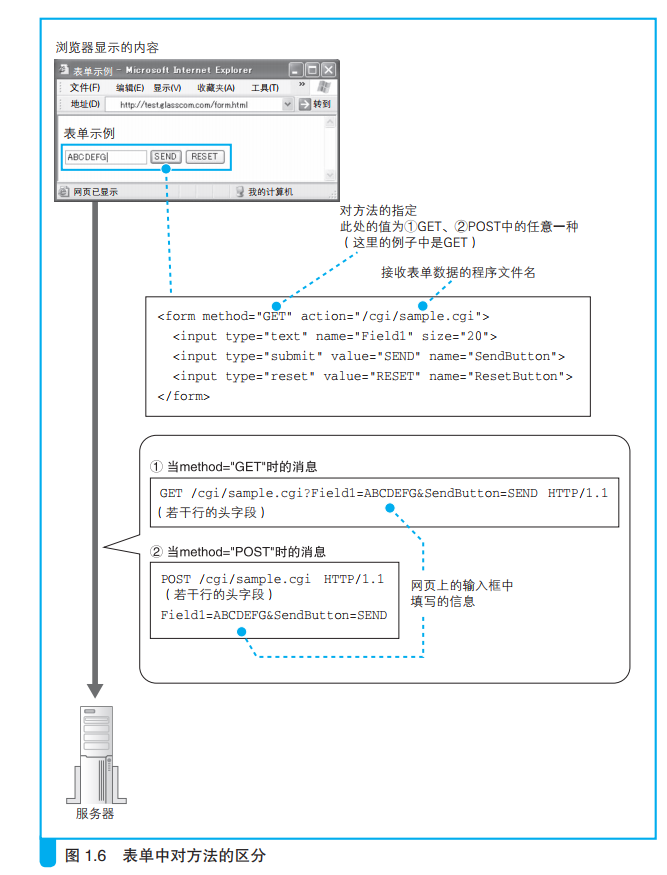 浏览器显示的内容
表单示例 - Microsoft Internet Explorer
文件(F) 编辑(E) 显示(V) 收藏夹(A) 工具(T) »
地址(D) http://test.glasscom.com/form.html 转到
表单示例
ABCDEFG SEND RESET
网页已显示 我的计算机
对方法的指定
此处的值为①GET、②POST中的任意一种
(这里的例子中是GET)
接收表单数据的程序文件名
<form method="GET" action="/cgi/sample.cgi">
<input type="text" name="Field1" size="20">
<input type="submit" value="SEND" name="SendButton">
<input type="reset" value="RESET" name="ResetButton">
</form>
① 当method="GET"时的消息
GET /cgi/sample.cgi?Field1=ABCDEFG&SendButton=SEND HTTP/1.1
(若干行的头字段)
② 当method="POST"时的消息
POST /cgi/sample.cgi HTTP/1.1
(若干行的头字段)
Field1=ABCDEFG&SendButton=SEND
网页上的输入框中
填写的信息
服务器
图 1.6 表单中对方法的区分